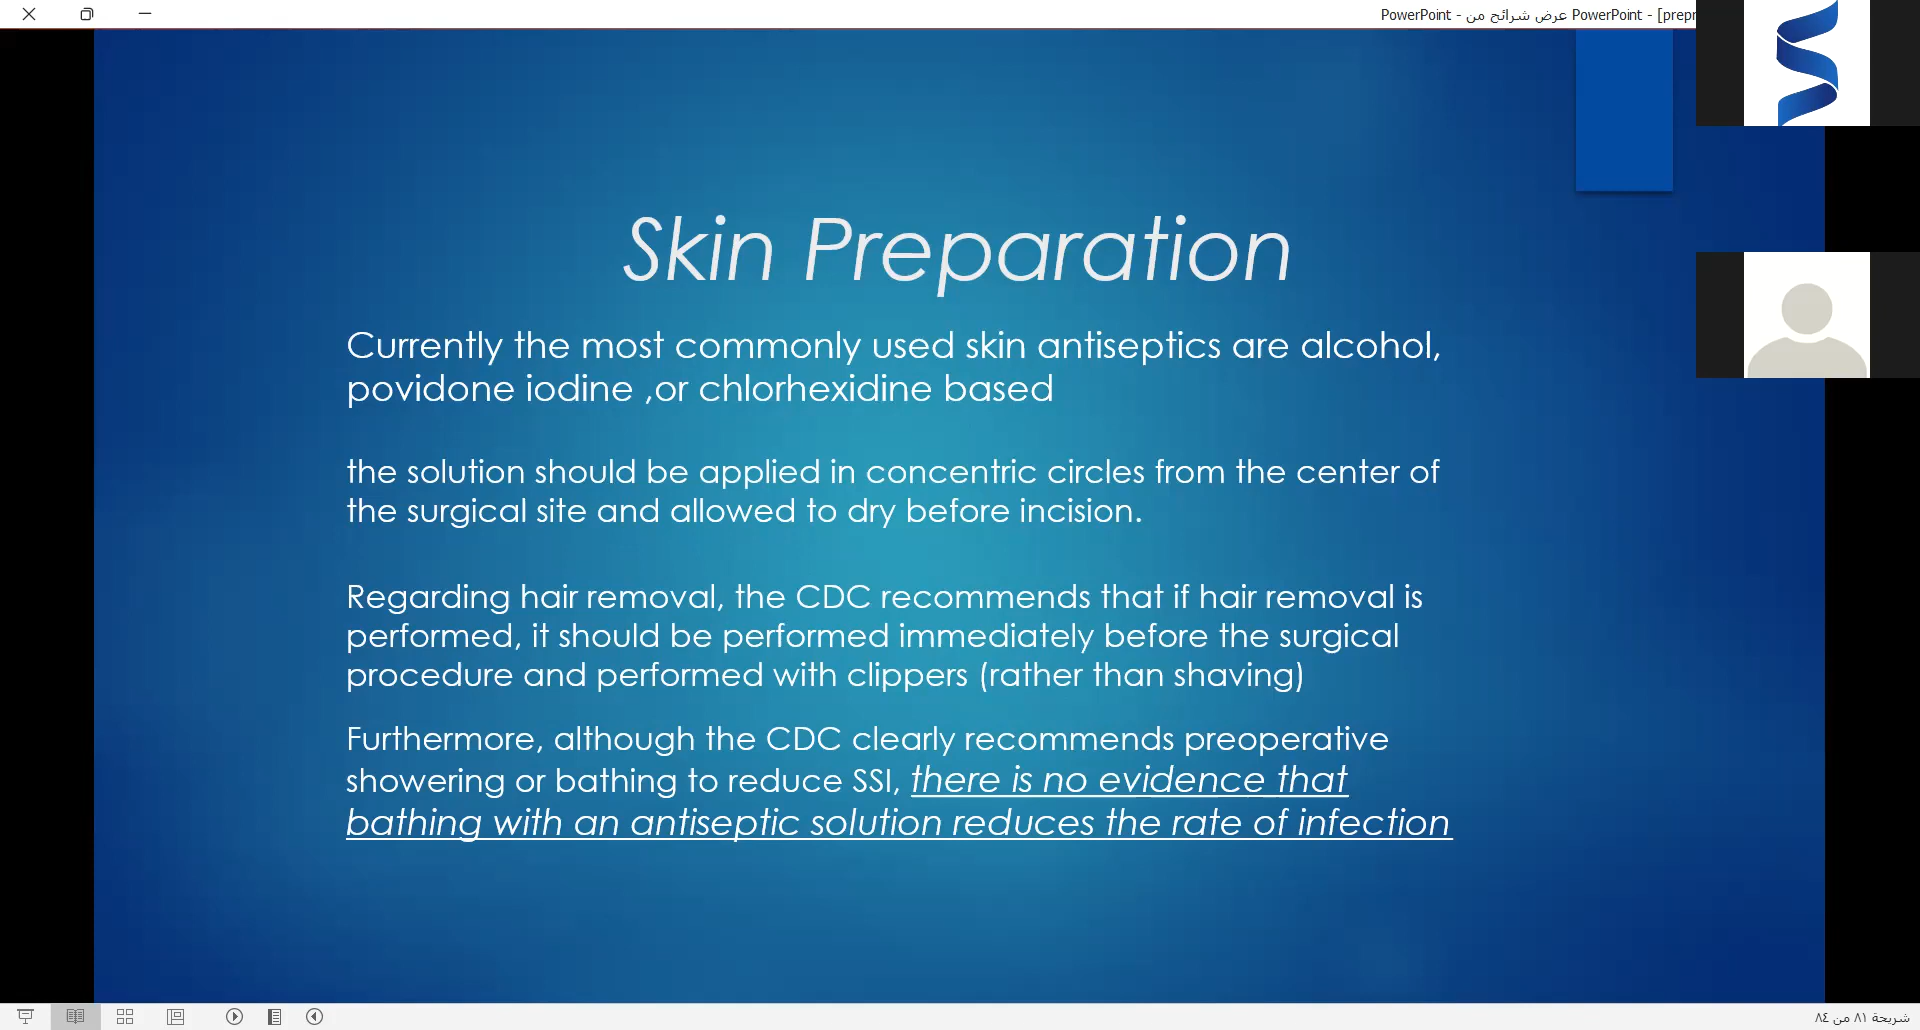 PowerPoint - عرض شرائح من PowerPoint - [prepr
Skin Preparation
Currently the most commonly used skin antiseptics are alcohol,
povidone iodine ,or chlorhexidine based
the solution should be applied in concentric circles from the center of
the surgical site and allowed to dry before incision.
Regarding hair removal, the CDC recommends that if hair removal is
performed, it should be performed immediately before the surgical
procedure and performed with clippers (rather than shaving)
Furthermore, although the CDC clearly recommends preoperative
showering or bathing to reduce SSI, there is no evidence that
bathing with an antiseptic solution reduces the rate of infection
شريحة ٨١ من ٨٤